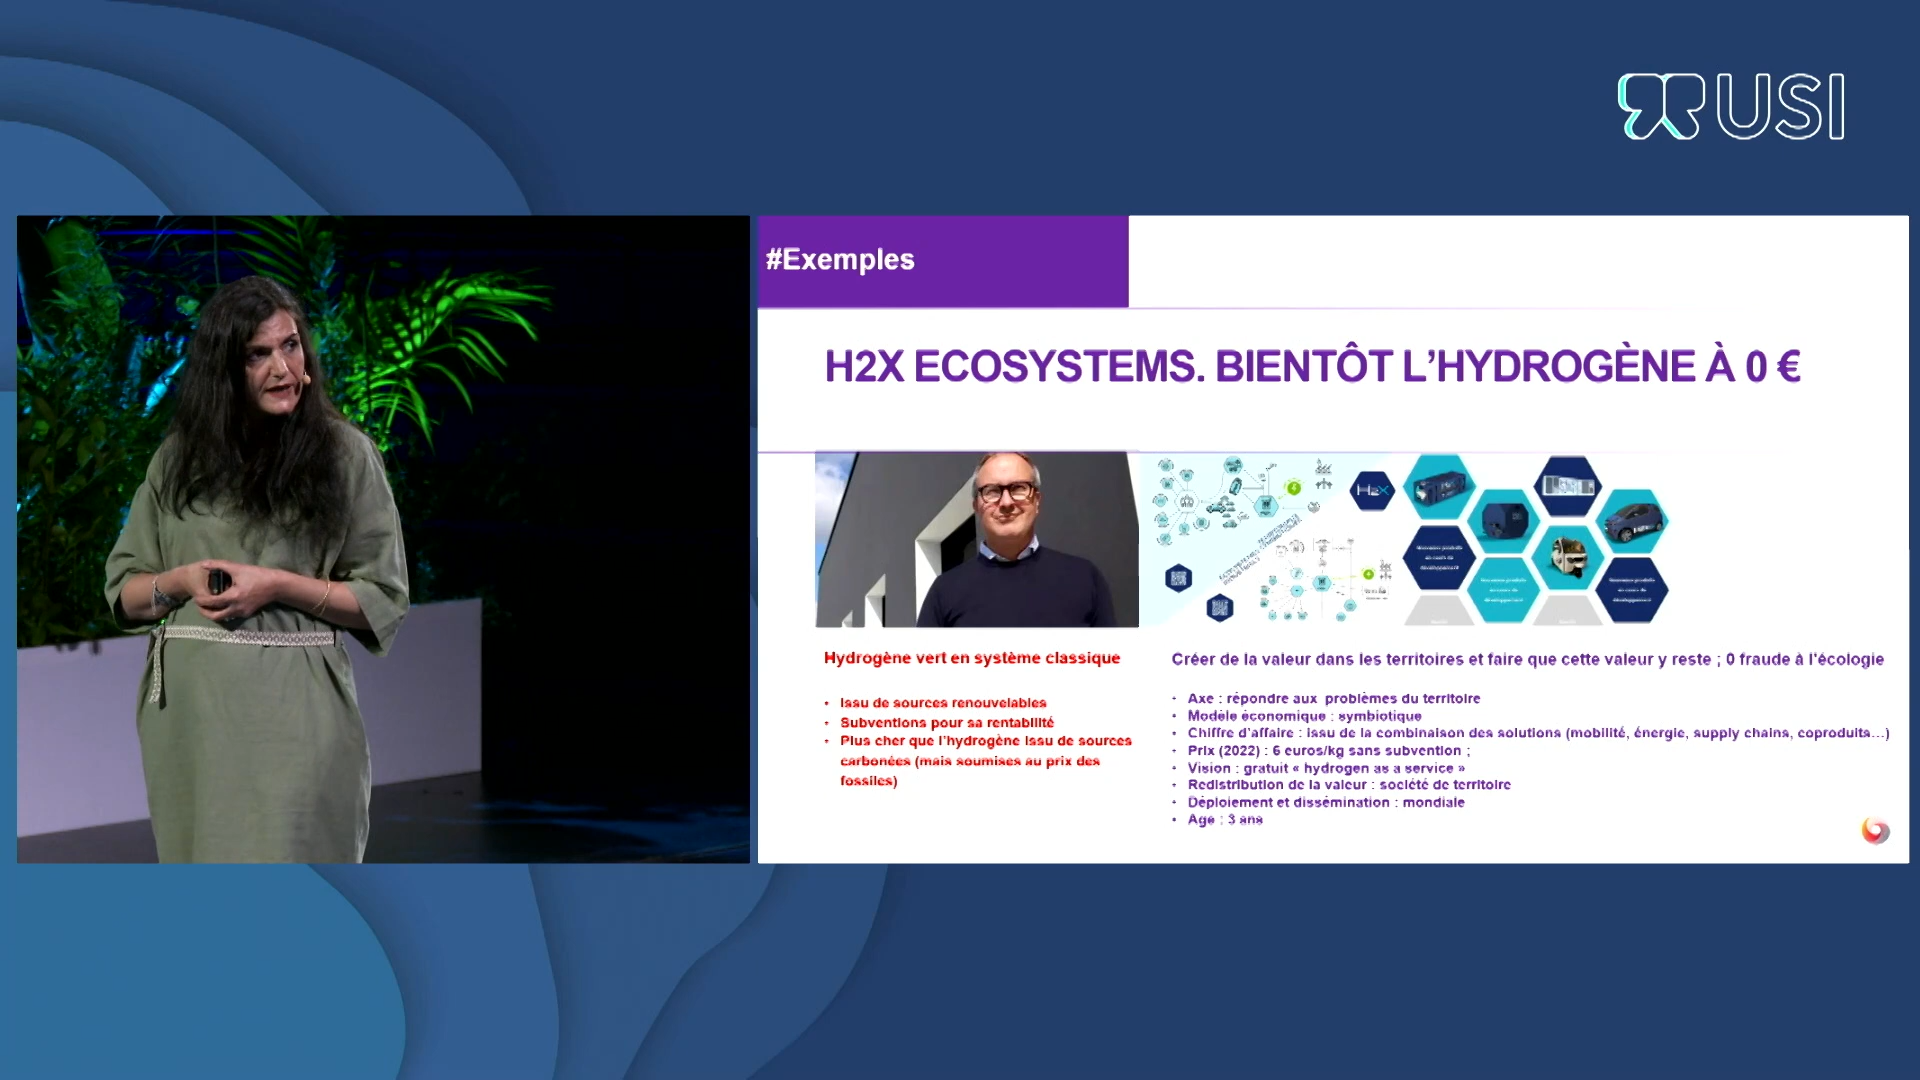 USI
#Exemples
H2X ECOSYSTEMS. BIENTÔT L'HYDROGÈNE À 0 €
H2X
Hydrogène vert en système classique
• Issu de sources renouvelables
• Subventions pour sa rentabilité
• Plus cher que l'hydrogène issu de sources
carbonées (mais soumises au prix des
fossiles)
Créer de la valeur dans les territoires et faire que cette valeur y reste ; 0 fraude à l'écologie
• Axe : répondre aux problèmes du territoire
• Modèle économique : symbiotique
• Chiffre d'affaire : issu de la combinaison des solutions (mobilité, énergie, supply chains, coproduits…)
• Prix (2022) : 6 euros/kg sans subvention ;
• Vision : gratuit « hydrogen as a service »
• Redistribution de la valeur : société de territoire
• Déploiement et dissémination : mondiale
• Age : 3 ans